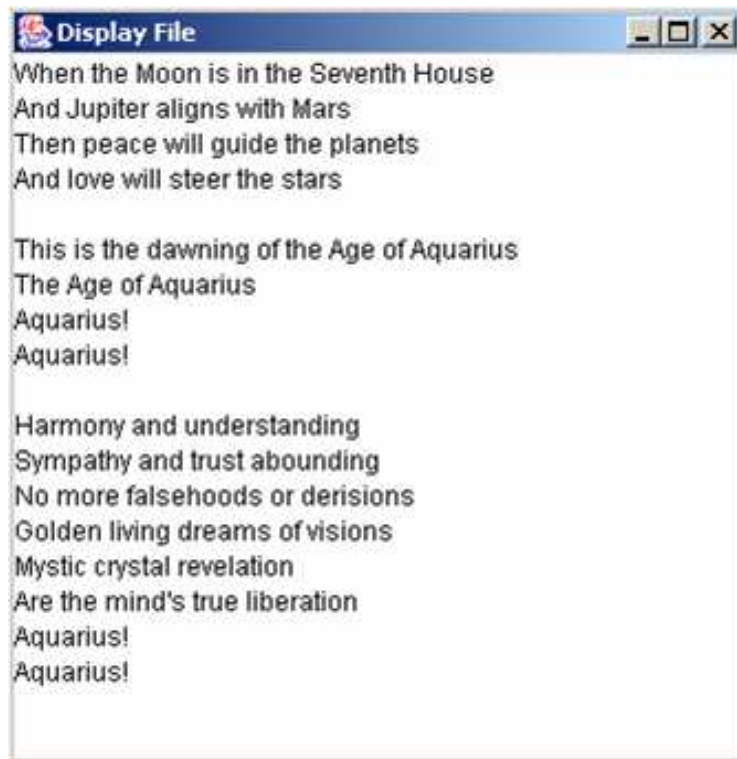 Display File
When the Moon is in the Seventh House
And Jupiter aligns with Mars
Then peace will guide the planets
And love will steer the stars

This is the dawning of the Age of Aquarius
The Age of Aquarius
Aquarius!
Aquarius!

Harmony and understanding
Sympathy and trust abounding
No more falsehoods or derisions
Golden living dreams of visions
Mystic crystal revelation
Are the mind's true liberation
Aquarius!
Aquarius!